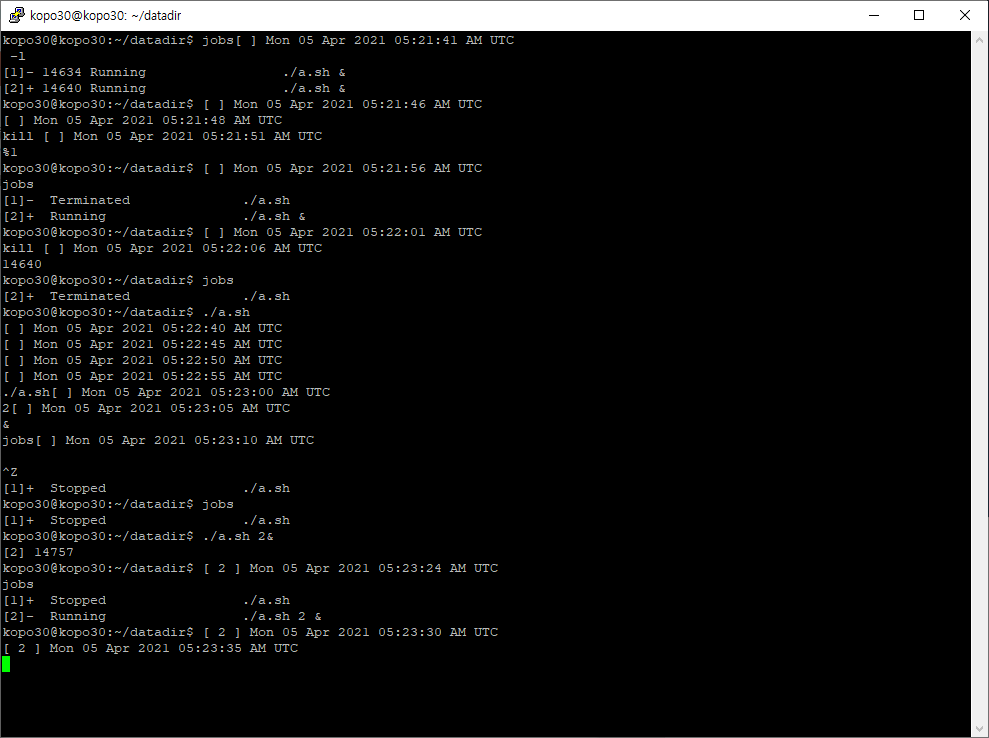 kopo30@kopo30: ~/datadir
kopo30@kopo30:~/datadir$ jobs[ ] Mon 05 Apr 2021 05:21:41 AM UTC
 -l
[1]- 14634 Running                 ./a.sh &
[2]+ 14640 Running                 ./a.sh &
kopo30@kopo30:~/datadir$ [ ] Mon 05 Apr 2021 05:21:46 AM UTC
[ ] Mon 05 Apr 2021 05:21:48 AM UTC
kill [ ] Mon 05 Apr 2021 05:21:51 AM UTC
%1
kopo30@kopo30:~/datadir$ [ ] Mon 05 Apr 2021 05:21:56 AM UTC
jobs
[1]-  Terminated              ./a.sh
[2]+  Running                 ./a.sh &
kopo30@kopo30:~/datadir$ [ ] Mon 05 Apr 2021 05:22:01 AM UTC
kill [ ] Mon 05 Apr 2021 05:22:06 AM UTC
14640
kopo30@kopo30:~/datadir$ jobs
[2]+  Terminated              ./a.sh
kopo30@kopo30:~/datadir$ ./a.sh
[ ] Mon 05 Apr 2021 05:22:40 AM UTC
[ ] Mon 05 Apr 2021 05:22:45 AM UTC
[ ] Mon 05 Apr 2021 05:22:50 AM UTC
[ ] Mon 05 Apr 2021 05:22:55 AM UTC
./a.sh[ ] Mon 05 Apr 2021 05:23:00 AM UTC
2[ ] Mon 05 Apr 2021 05:23:05 AM UTC
&
jobs[ ] Mon 05 Apr 2021 05:23:10 AM UTC
^Z
[1]+  Stopped                 ./a.sh
kopo30@kopo30:~/datadir$ jobs
[1]+  Stopped                 ./a.sh
kopo30@kopo30:~/datadir$ ./a.sh 2&
[2] 14757
kopo30@kopo30:~/datadir$ [ 2 ] Mon 05 Apr 2021 05:23:24 AM UTC
jobs
[1]+  Stopped                 ./a.sh
[2]-  Running                 ./a.sh 2 &
kopo30@kopo30:~/datadir$ [ 2 ] Mon 05 Apr 2021 05:23:30 AM UTC
[ 2 ] Mon 05 Apr 2021 05:23:35 AM UTC